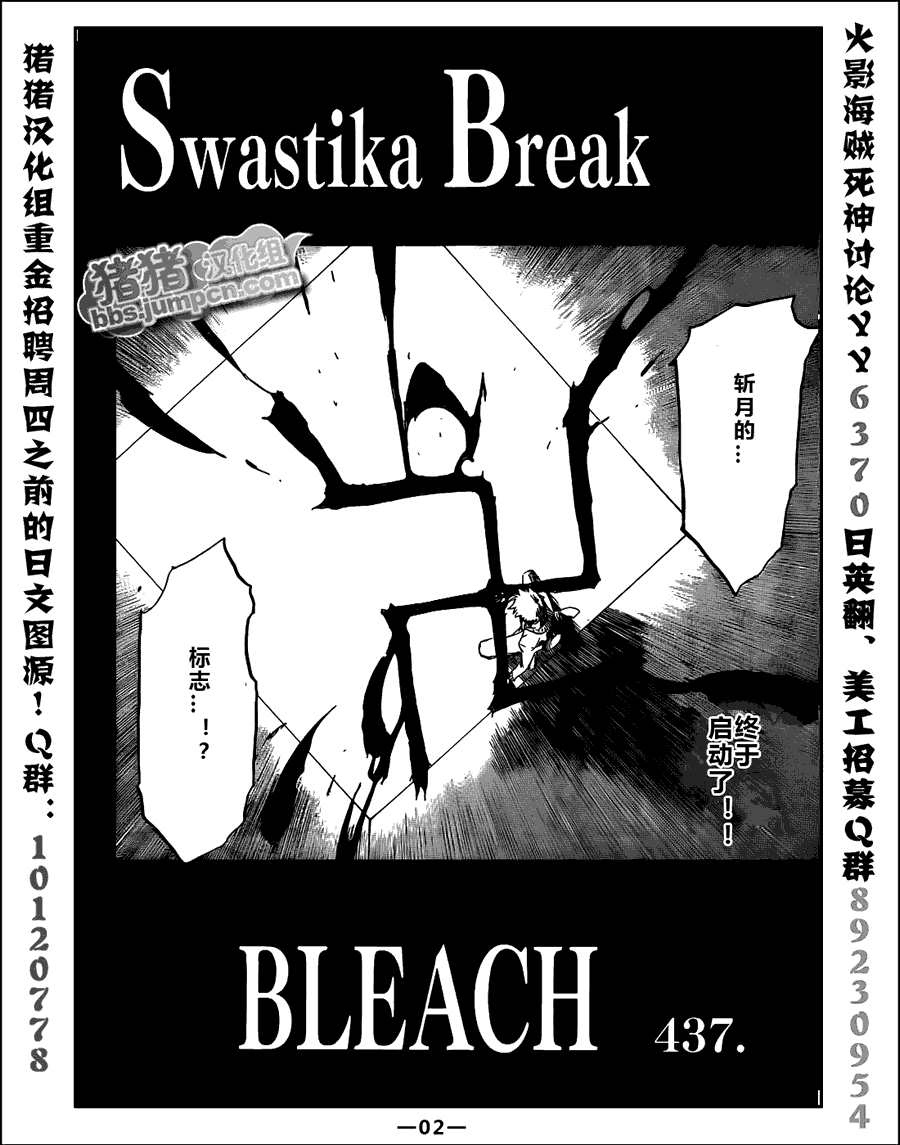 Swastika Break
猪猪
汉化组
bbs.jumpcn.com
斩月的…
标志…！？
终于
启动了！！
BLEACH 437.
—02—
猪猪汉化组重金招聘周四之前的日文图源！Q群：10120778
火影海贼死神讨论YY6370日英翻、美工招募Q群89230954